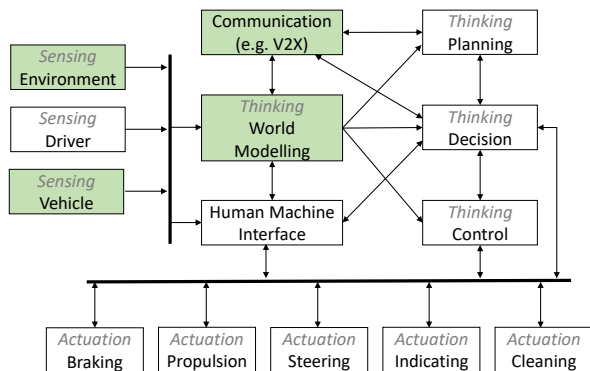 Communication
(e.g. V2X)
Thinking
Planning
Sensing
Environment
Sensing
Driver
Thinking
World
Modelling
Thinking
Decision
Sensing
Vehicle
Human Machine
Interface
Thinking
Control
Actuation
Braking
Actuation
Propulsion
Actuation
Steering
Actuation
Indicating
Actuation
Cleaning